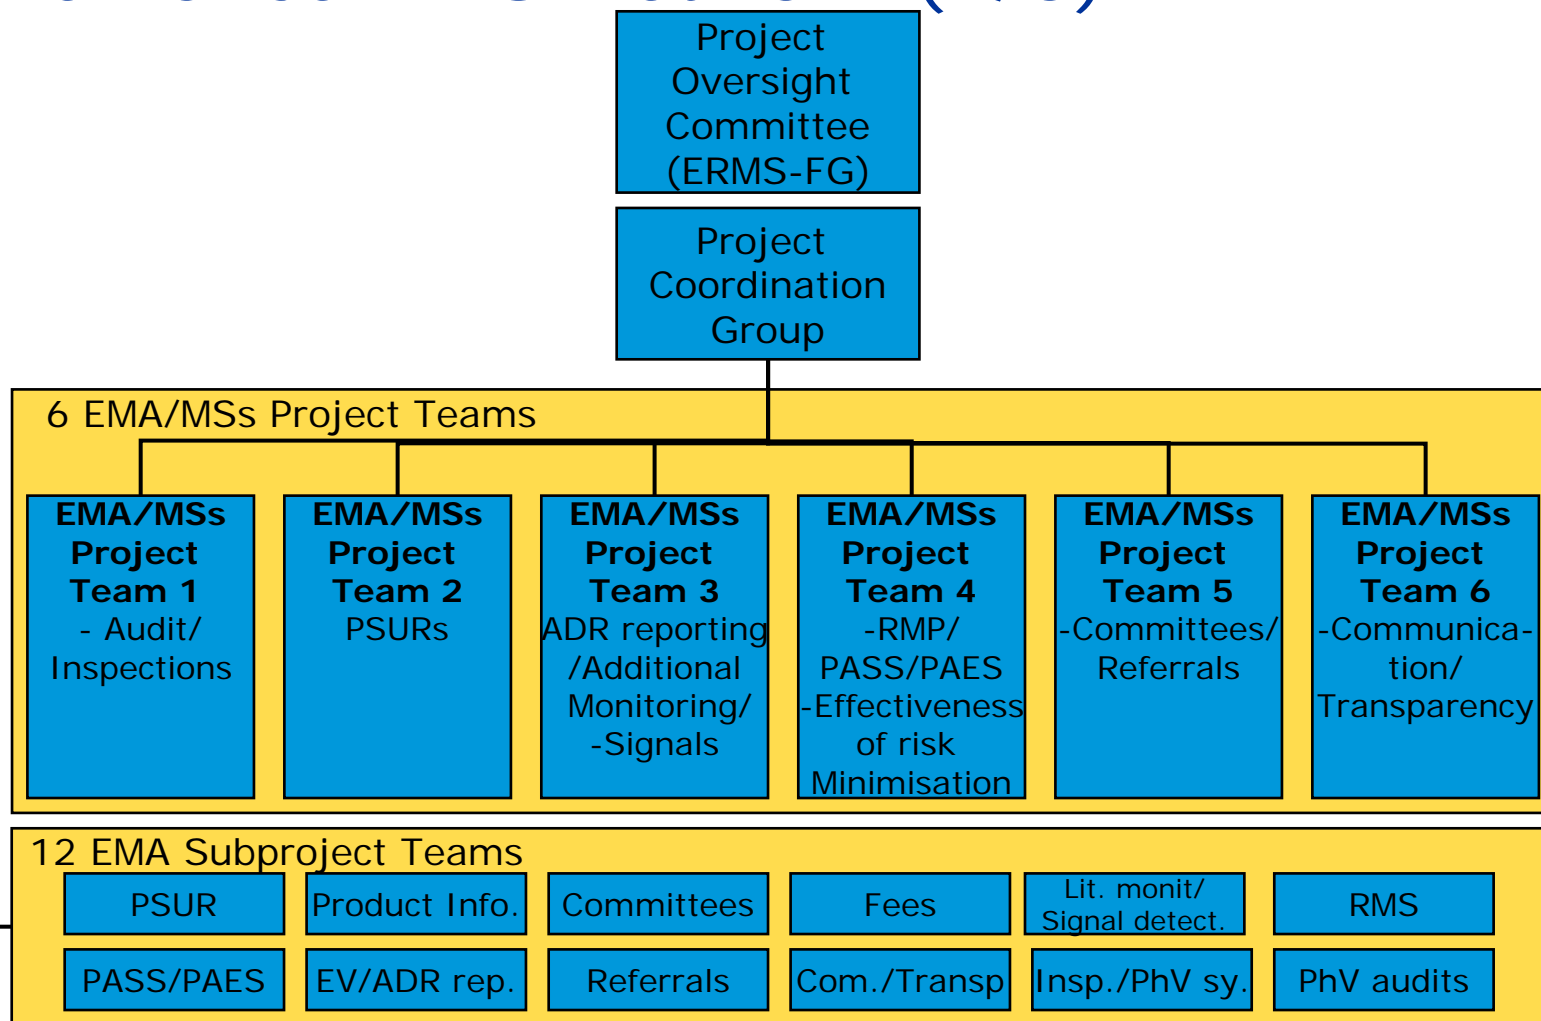 Project
Oversight
Committee
(ERMS-FG)
Project
Coordination
Group
6 EMA/MSs Project Teams
EMA/MSs
Project
Team 1
- Audit/
Inspections
EMA/MSs
Project
Team 2
PSURs
EMA/MSs
Project
Team 3
ADR reporting
/Additional
Monitoring/
-Signals
EMA/MSs
Project
Team 4
-RMP/
PASS/PAES
-Effectiveness
of risk
Minimisation
EMA/MSs
Project
Team 5
-Committees/
Referrals
EMA/MSs
Project
Team 6
-Communica-
tion/
Transparency
12 EMA Subproject Teams
PSUR
Product Info.
Committees
Fees
Lit. monit/
Signal detect.
RMS
PASS/PAES
EV/ADR rep.
Referrals
Com./Transp
Insp./PhV sy.
PhV audits